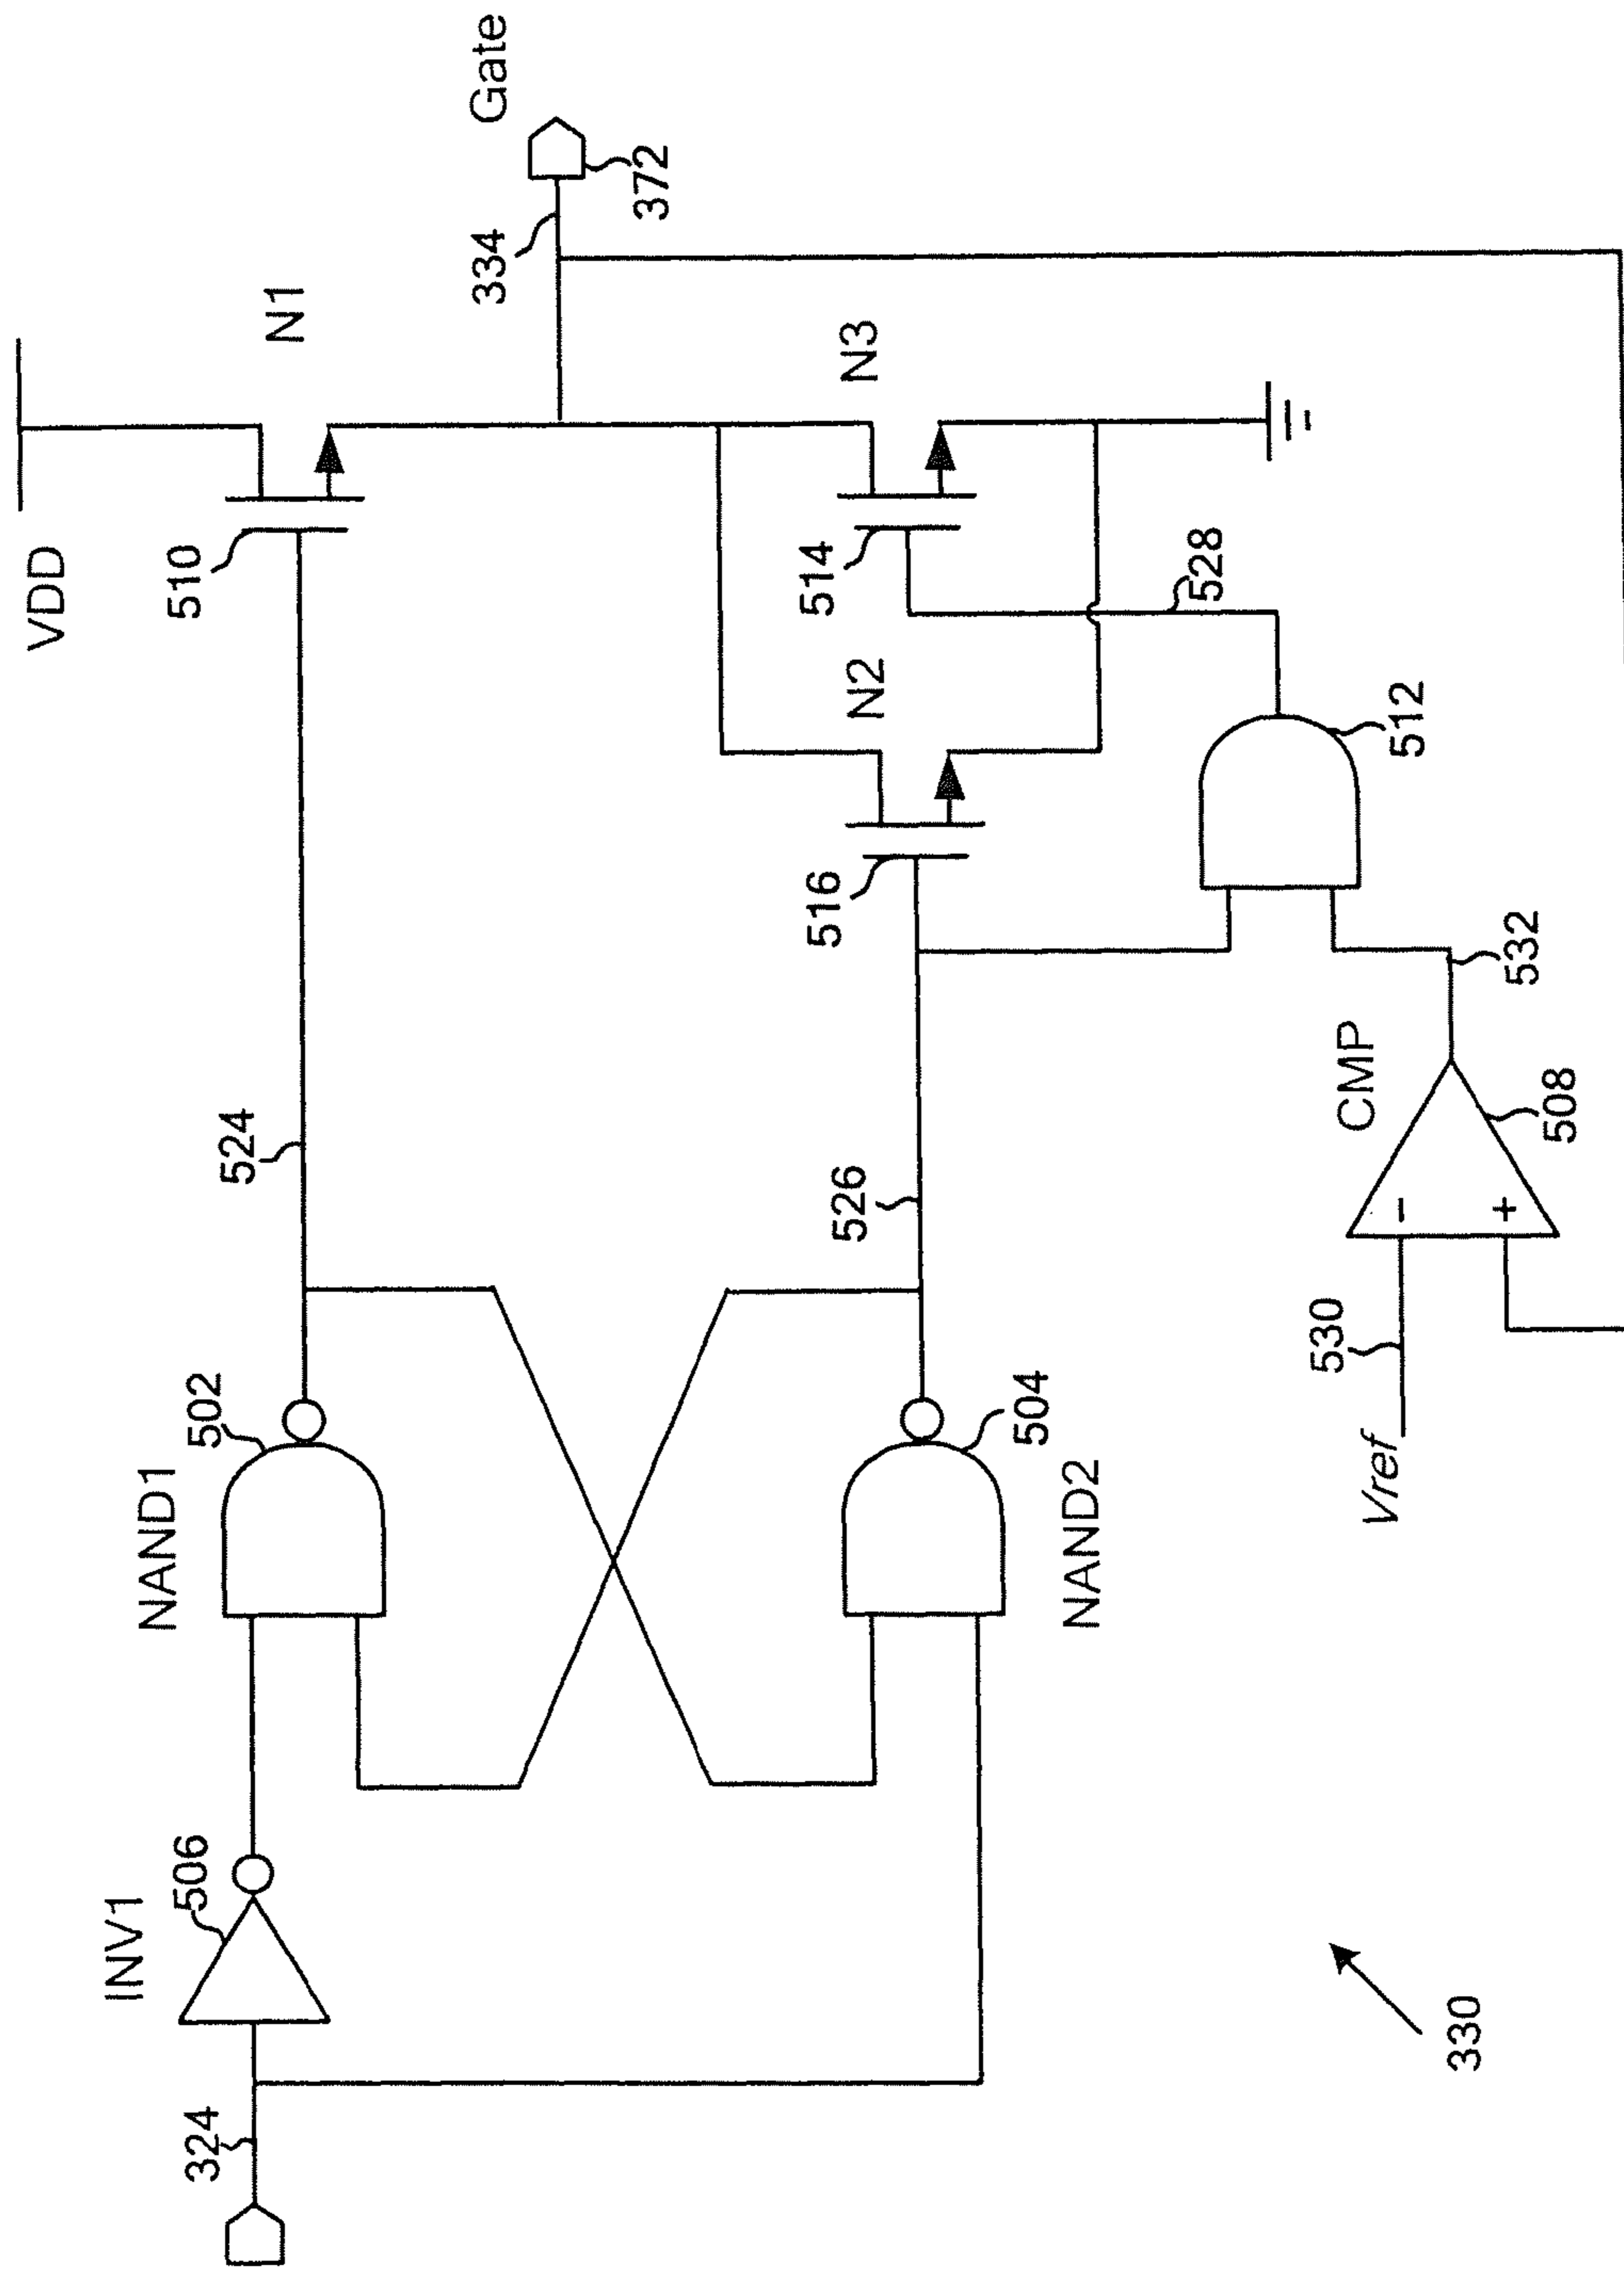 VDD
N1
510
Gate
334
372
524
INV1
506
NAND1
502
324
N3
514
N2
516
528
526
504
NAND2
512
532
CMP
508
-
+
530
Vref
330